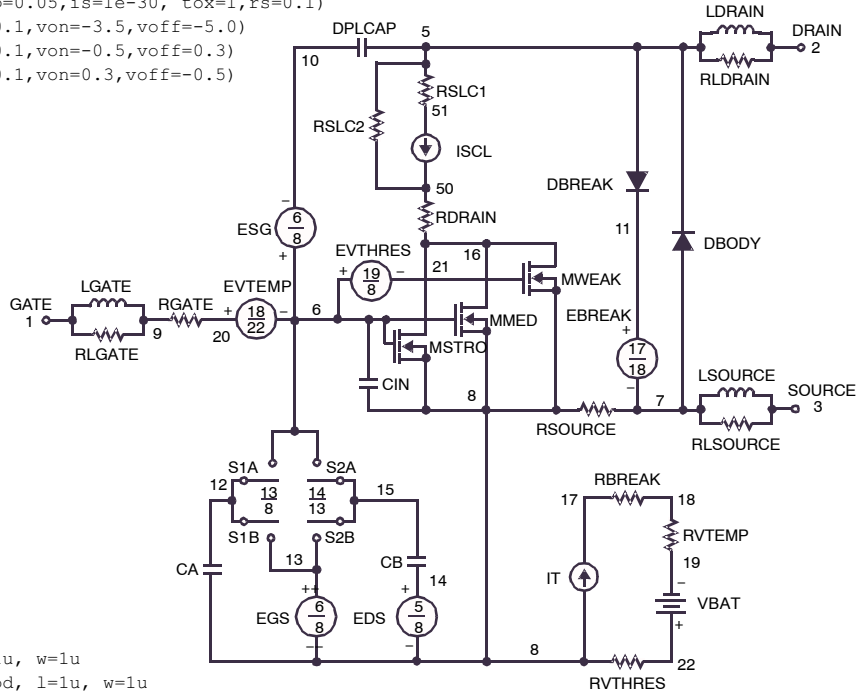 =0.05,is=1e-30, tox=1,rs=0.1)
0.1,von=-3.5,voff=-5.0)
0.1,von=-0.5,voff=0.3)
0.1,von=0.3,voff=-0.5)
LDRAIN
DPLCAP
5
DRAIN
2
10
RLDRAIN
RSLC1
51
RSLC2
ISCL
50
DBREAK
RDRAIN
11
DBODY
ESG
6
8
−
+
EVTHRES
+
19
8
−
21
16
MWEAK
LGATE
EVTEMP
GATE
1
RGATE
+
18
22
−
6
MMED
EBREAK
+
9
20
RLGATE
MSTRO
17
18
−
CIN
LSOURCE
8
7
SOURCE
3
RSOURCE
RLSOURCE
S1A
S2A
12
13
8
14
13
15
RBREAK
17
18
S1B
S2B
RVTEMP
13
CA
CB
14
19
IT
−
VBAT
+
++
+
EGS
6
8
EDS
5
8
−−
−
8
22
RVTHRES
u, w=1u
od, l=1u, w=1u